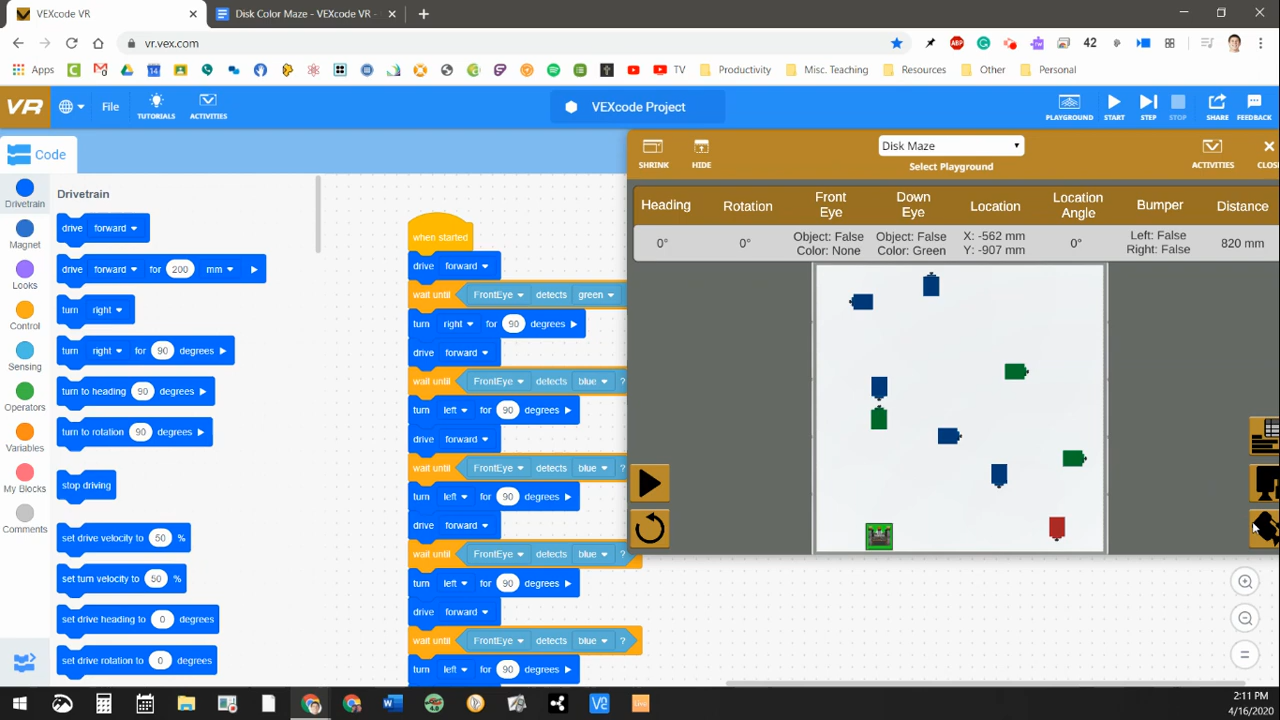 VEXcode VR
Disk Color Maze - VEXcode VR -
vr.vex.com
42
Apps
TV
Productivity
Misc. Teaching
Resources
Other
Personal
VR
File
TUTORIALS
ACTIVITIES
VEXcode Project
PLAYGROUND
START
STEP
STOP
SHARE
FEEDBACK
Code
SHRINK
HIDE
Disk Maze
Select Playground
ACTIVITIES
CLOS
Drivetrain
Magnet
Looks
Control
Sensing
Operators
Variables
My Blocks
Comments
Drivetrain
drive forward
drive forward for 200 mm
turn right
turn right for 90 degrees
turn to heading 90 degrees
turn to rotation 90 degrees
stop driving
set drive velocity to 50 %
set turn velocity to 50 %
set drive heading to 0 degrees
set drive rotation to 0 degrees
when started
drive forward
wait until FrontEye detects green
turn right for 90 degrees
drive forward
wait until FrontEye detects blue ?
turn left for 90 degrees
drive forward
wait until FrontEye detects blue
turn left for 90 degrees
drive forward
wait until FrontEye detects blue ?
turn left for 90 degrees
drive forward
wait until FrontEye detects blue ?
turn left for 90 degrees
Heading
Rotation
Front Eye
Down Eye
Location
Location Angle
Bumper
Distance
0°
0°
Object: False
Color: None
Object: False
Color: Green
X: -562 mm
Y: -907 mm
0°
Left: False
Right: False
820 mm
2:11 PM
4/16/2020